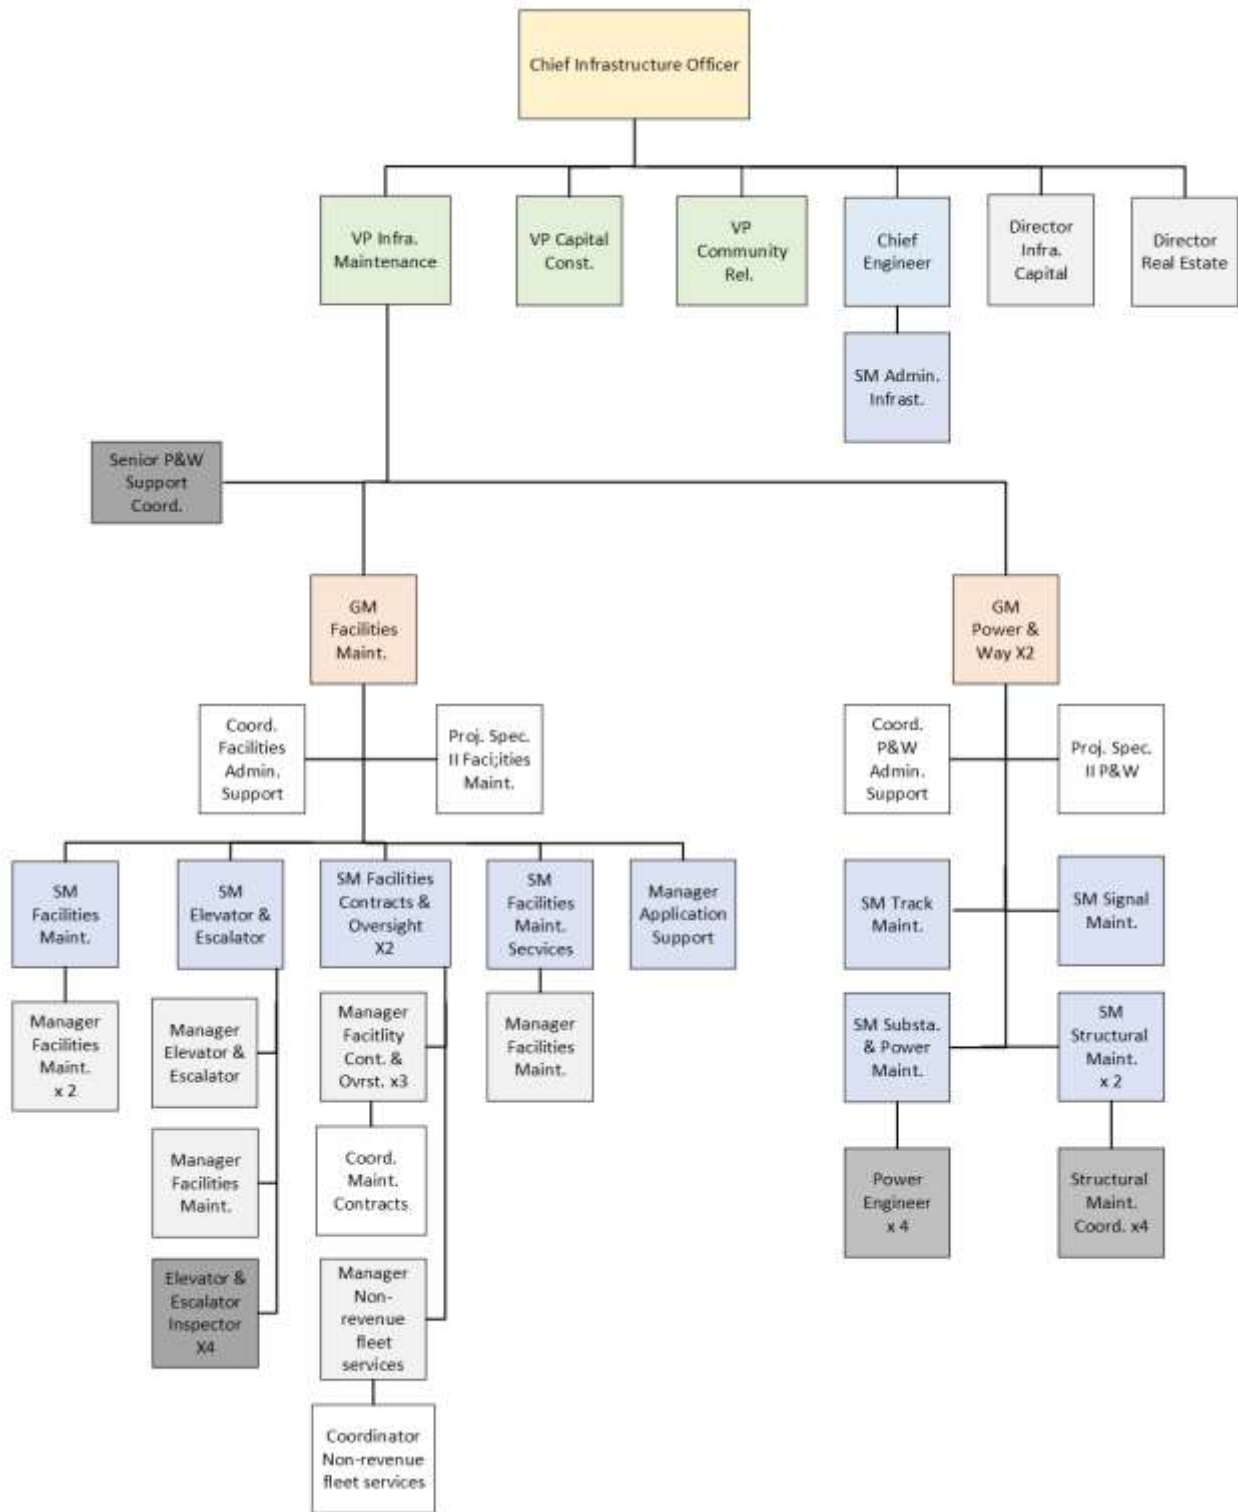 Chief Infrastructure Officer
VP Infra.
Maintenance
VP Capital
Const.
VP
Community
Rel.
Chief
Engineer
Director
Infra.
Capital
Director
Real Estate
SM Admin.
Infrast.
Senior P&W
Support
Coord.
GM
Facilities
Maint.
GM
Power &
Way X2
Coord.
Facilities
Admin.
Support
Proj. Spec.
II Faci;ities
Maint.
Coord.
P&W
Admin.
Support
Proj. Spec.
II P&W
SM
Facilities
Maint.
SM
Elevator &
Escalator
SM Facilities
Contracts &
Oversight
X2
SM
Facilities
Maint.
Secvices
Manager
Application
Support
SM Track
Maint.
SM Signal
Maint.
Manager
Facilities
Maint.
x 2
Manager
Elevator &
Escalator
Manager
Facitlity
Cont. &
Ovrst. x3
Manager
Facilities
Maint.
SM Substa.
& Power
Maint.
SM
Structural
Maint.
x 2
Manager
Facilities
Maint.
Coord.
Maint.
Contracts
Power
Engineer
x 4
Structural
Maint.
Coord. x4
Elevator &
Escalator
Inspector
X4
Manager
Non-
revenue
fleet
services
Coordinator
Non-revenue
fleet services